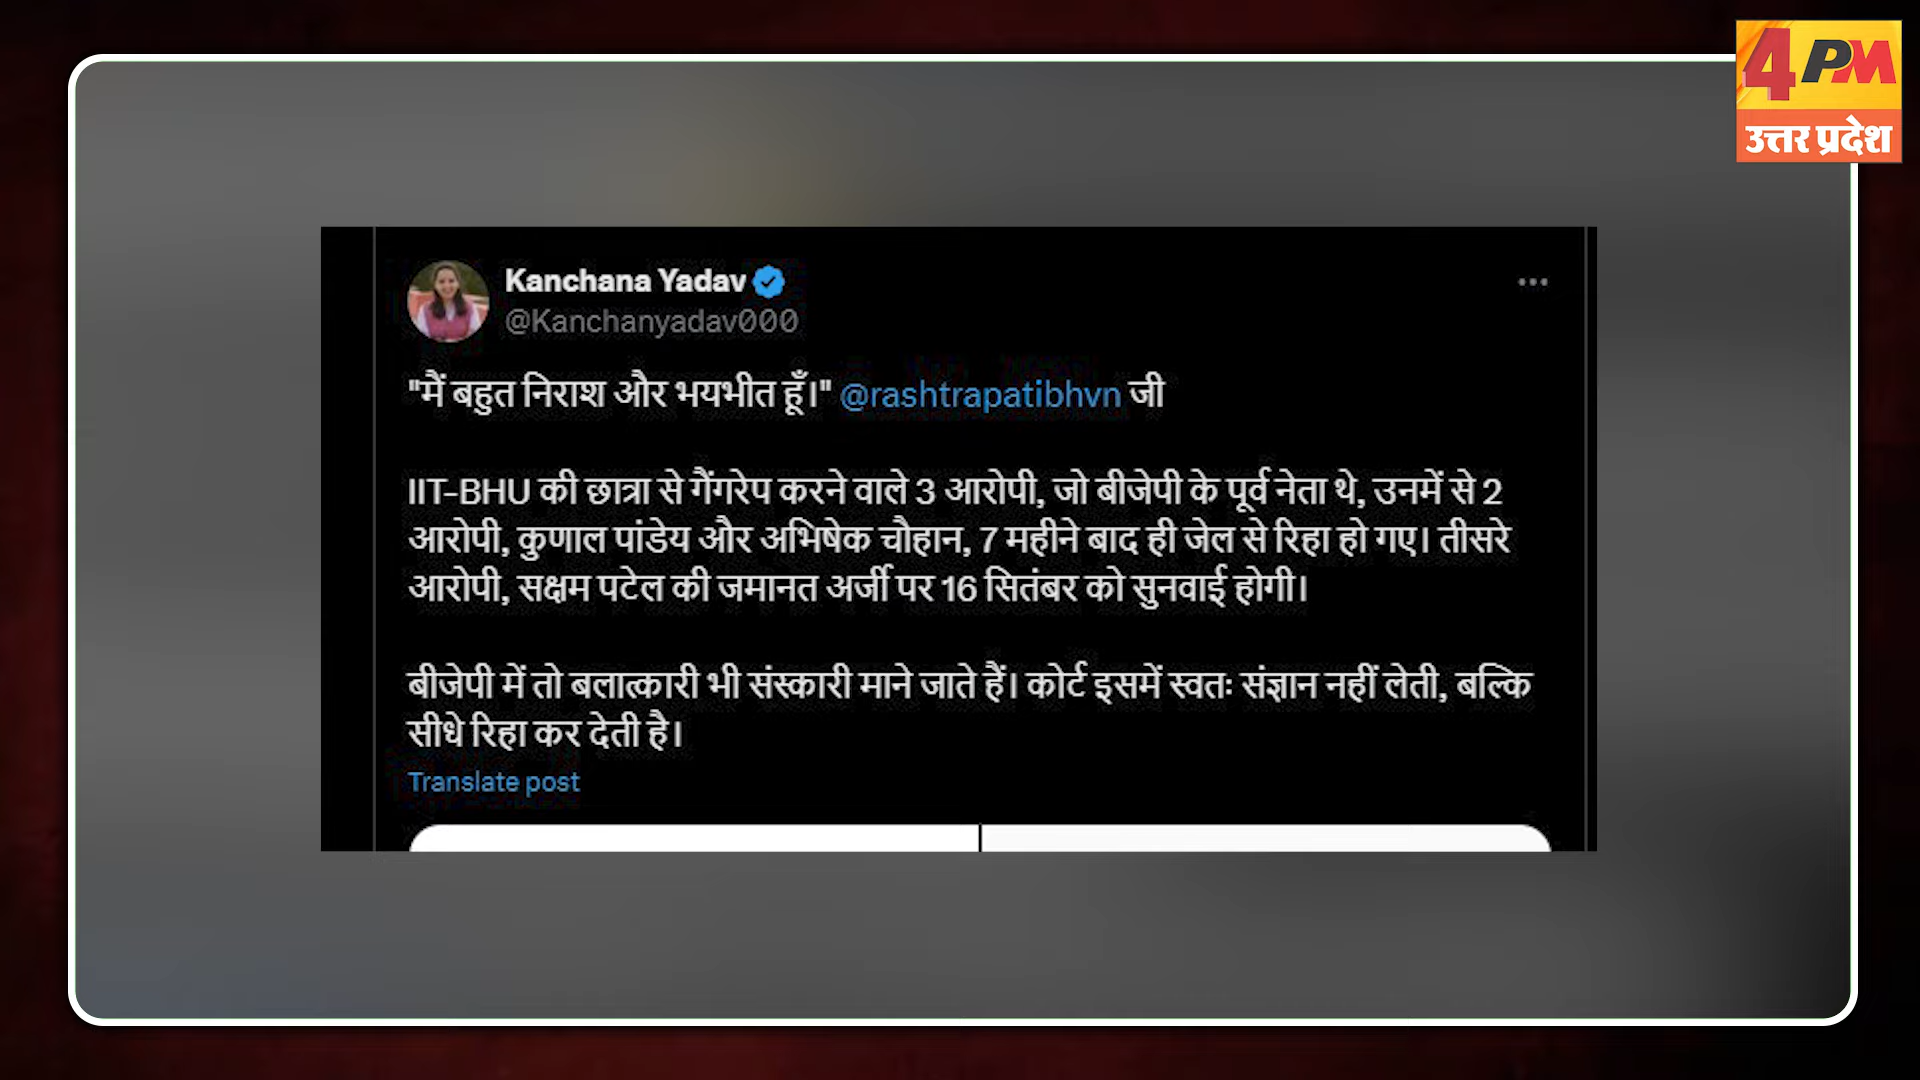 4PM
उत्तर प्रदेश
Kanchana Yadav
@Kanchanyadav000
"मैं बहुत निराश और भयभीत हूँ।" @rashtrapatibhvn जी
IIT-BHU की छात्रा से गैंगरेप करने वाले 3 आरोपी, जो बीजेपी के पूर्व नेता थे, उनमें से 2
आरोपी, कुणाल पांडेय और अभिषेक चौहान, 7 महीने बाद ही जेल से रिहा हो गए। तीसरे
आरोपी, सक्षम पटेल की जमानत अर्जी पर 16 सितंबर को सुनवाई होगी।
बीजेपी में तो बलात्कारी भी संस्कारी माने जाते हैं। कोर्ट इसमें स्वतः संज्ञान नहीं लेती, बल्कि
सीधे रिहा कर देती है।
Translate post